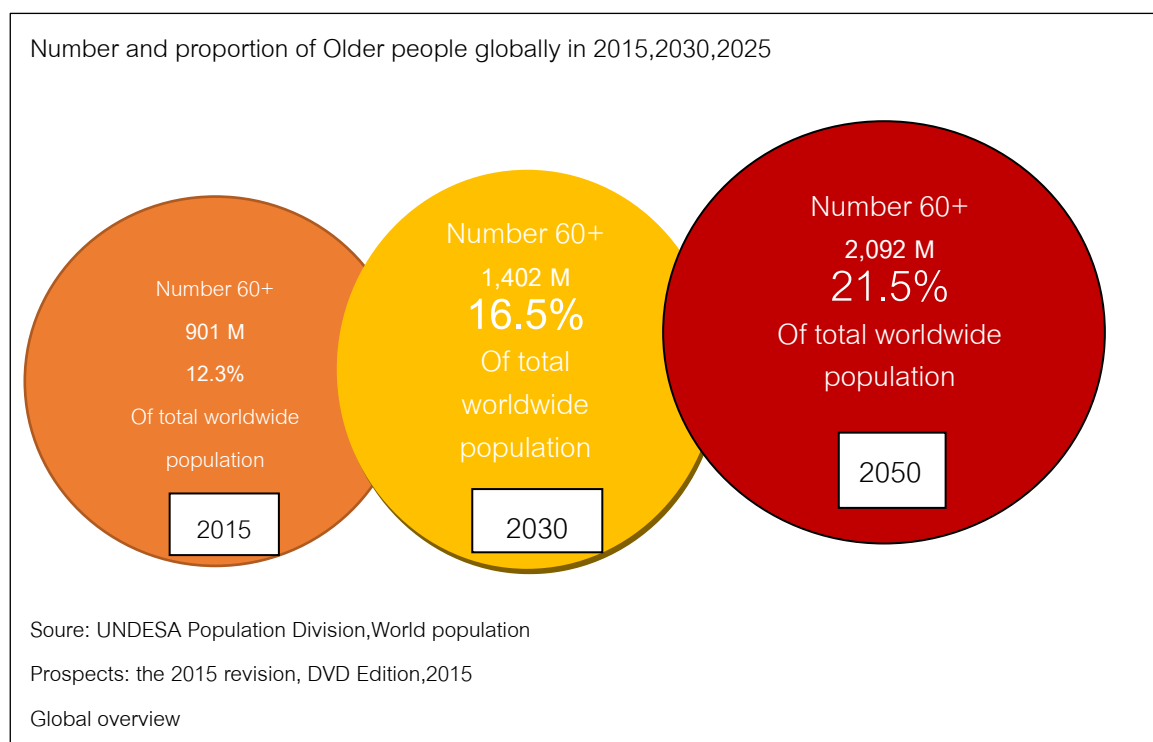 Number and proportion of Older people globally in 2015,2030,2025
Number 60+
901 M
12.3%
Of total worldwide
population
2015
Number 60+
1,402 M
16.5%
Of total
worldwide
population
2030
Number 60+
2,092 M
21.5%
Of total worldwide
population
2050
Soure: UNDESA Population Division,World population
Prospects: the 2015 revision, DVD Edition,2015
Global overview